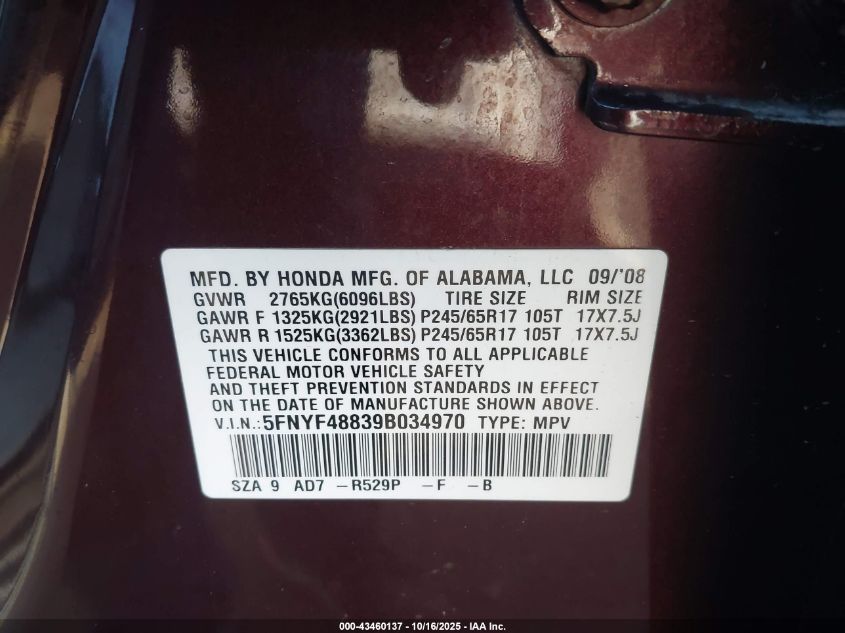 MFD. BY HONDA MFG. OF ALABAMA, LLC 09/'08
GVWR 2765KG(6096LBS) TIRE SIZE RIM SIZE
GAWR F 1325KG(2921LBS) P245/65R17 105T 17X7.5J
GAWR R 1525KG(3362LBS) P245/65R17 105T 17X7.5J
THIS VEHICLE CONFORMS TO ALL APPLICABLE
FEDERAL MOTOR VEHICLE SAFETY
AND THEFT PREVENTION STANDARDS IN EFFECT
ON THE DATE OF MANUFACTURE SHOWN ABOVE.
V.I.N.:5FNYF48839B034970 TYPE: MPV
SZA 9 AD7 -R529P -F -B
000-43460137 - 10/16/2025 - IAA Inc.